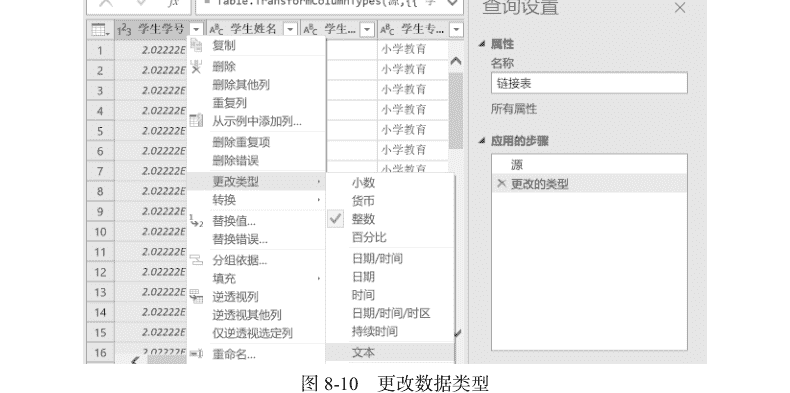 = Table.TransformColumnTypes(源,{{"学
1²3 学生学号 ABC 学生姓名 ABC 学生... ABC 学生专...
1 2.02222E 小学教育
2 2.02222E 小学教育
3 2.02222E 小学教育
4 2.02222E 小学教育
5 2.02222E 小学教育
6 2.02222E 小学教育
7 2.02222E 小学教育
8 2.02222E
9 2.02222E
10 2.02222E
11 2.02222E
12 2.02222E
13 2.02222E
14 2.02222E
15 2.02222E
16 2.02222E
复制
删除
删除其他列
重复列
从示例中添加列...
删除重复项
删除错误
更改类型
转换
替换值...
替换错误...
分组依据...
填充
逆透视列
逆透视其他列
仅逆透视选定列
重命名...
小数
货币
整数
百分比
日期/时间
日期
时间
日期/时间/时区
持续时间
文本
查询设置
属性
名称
链接表
所有属性
应用的步骤
源
更改的类型
图 8-10 更改数据类型